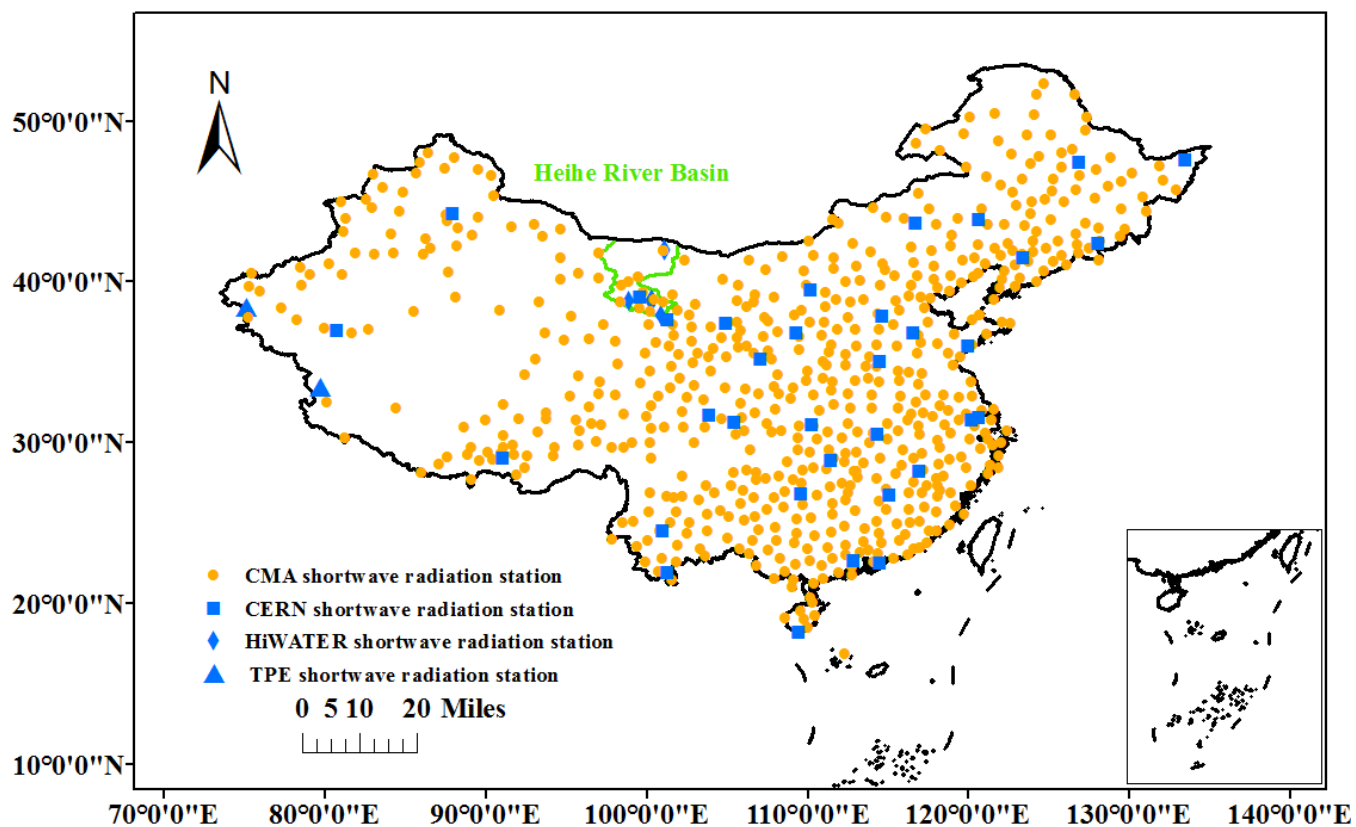 N
Heihe River Basin
50°0'0"N
40°0'0"N
30°0'0"N
20°0'0"N
10°0'0"N
CMA shortwave radiation station
CERN shortwave radiation station
HiWATER shortwave radiation station
TPE shortwave radiation station
0 5 10 20 Miles
70°0'0"E 80°0'0"E 90°0'0"E 100°0'0"E 110°0'0"E 120°0'0"E 130°0'0"E 140°0'0"E